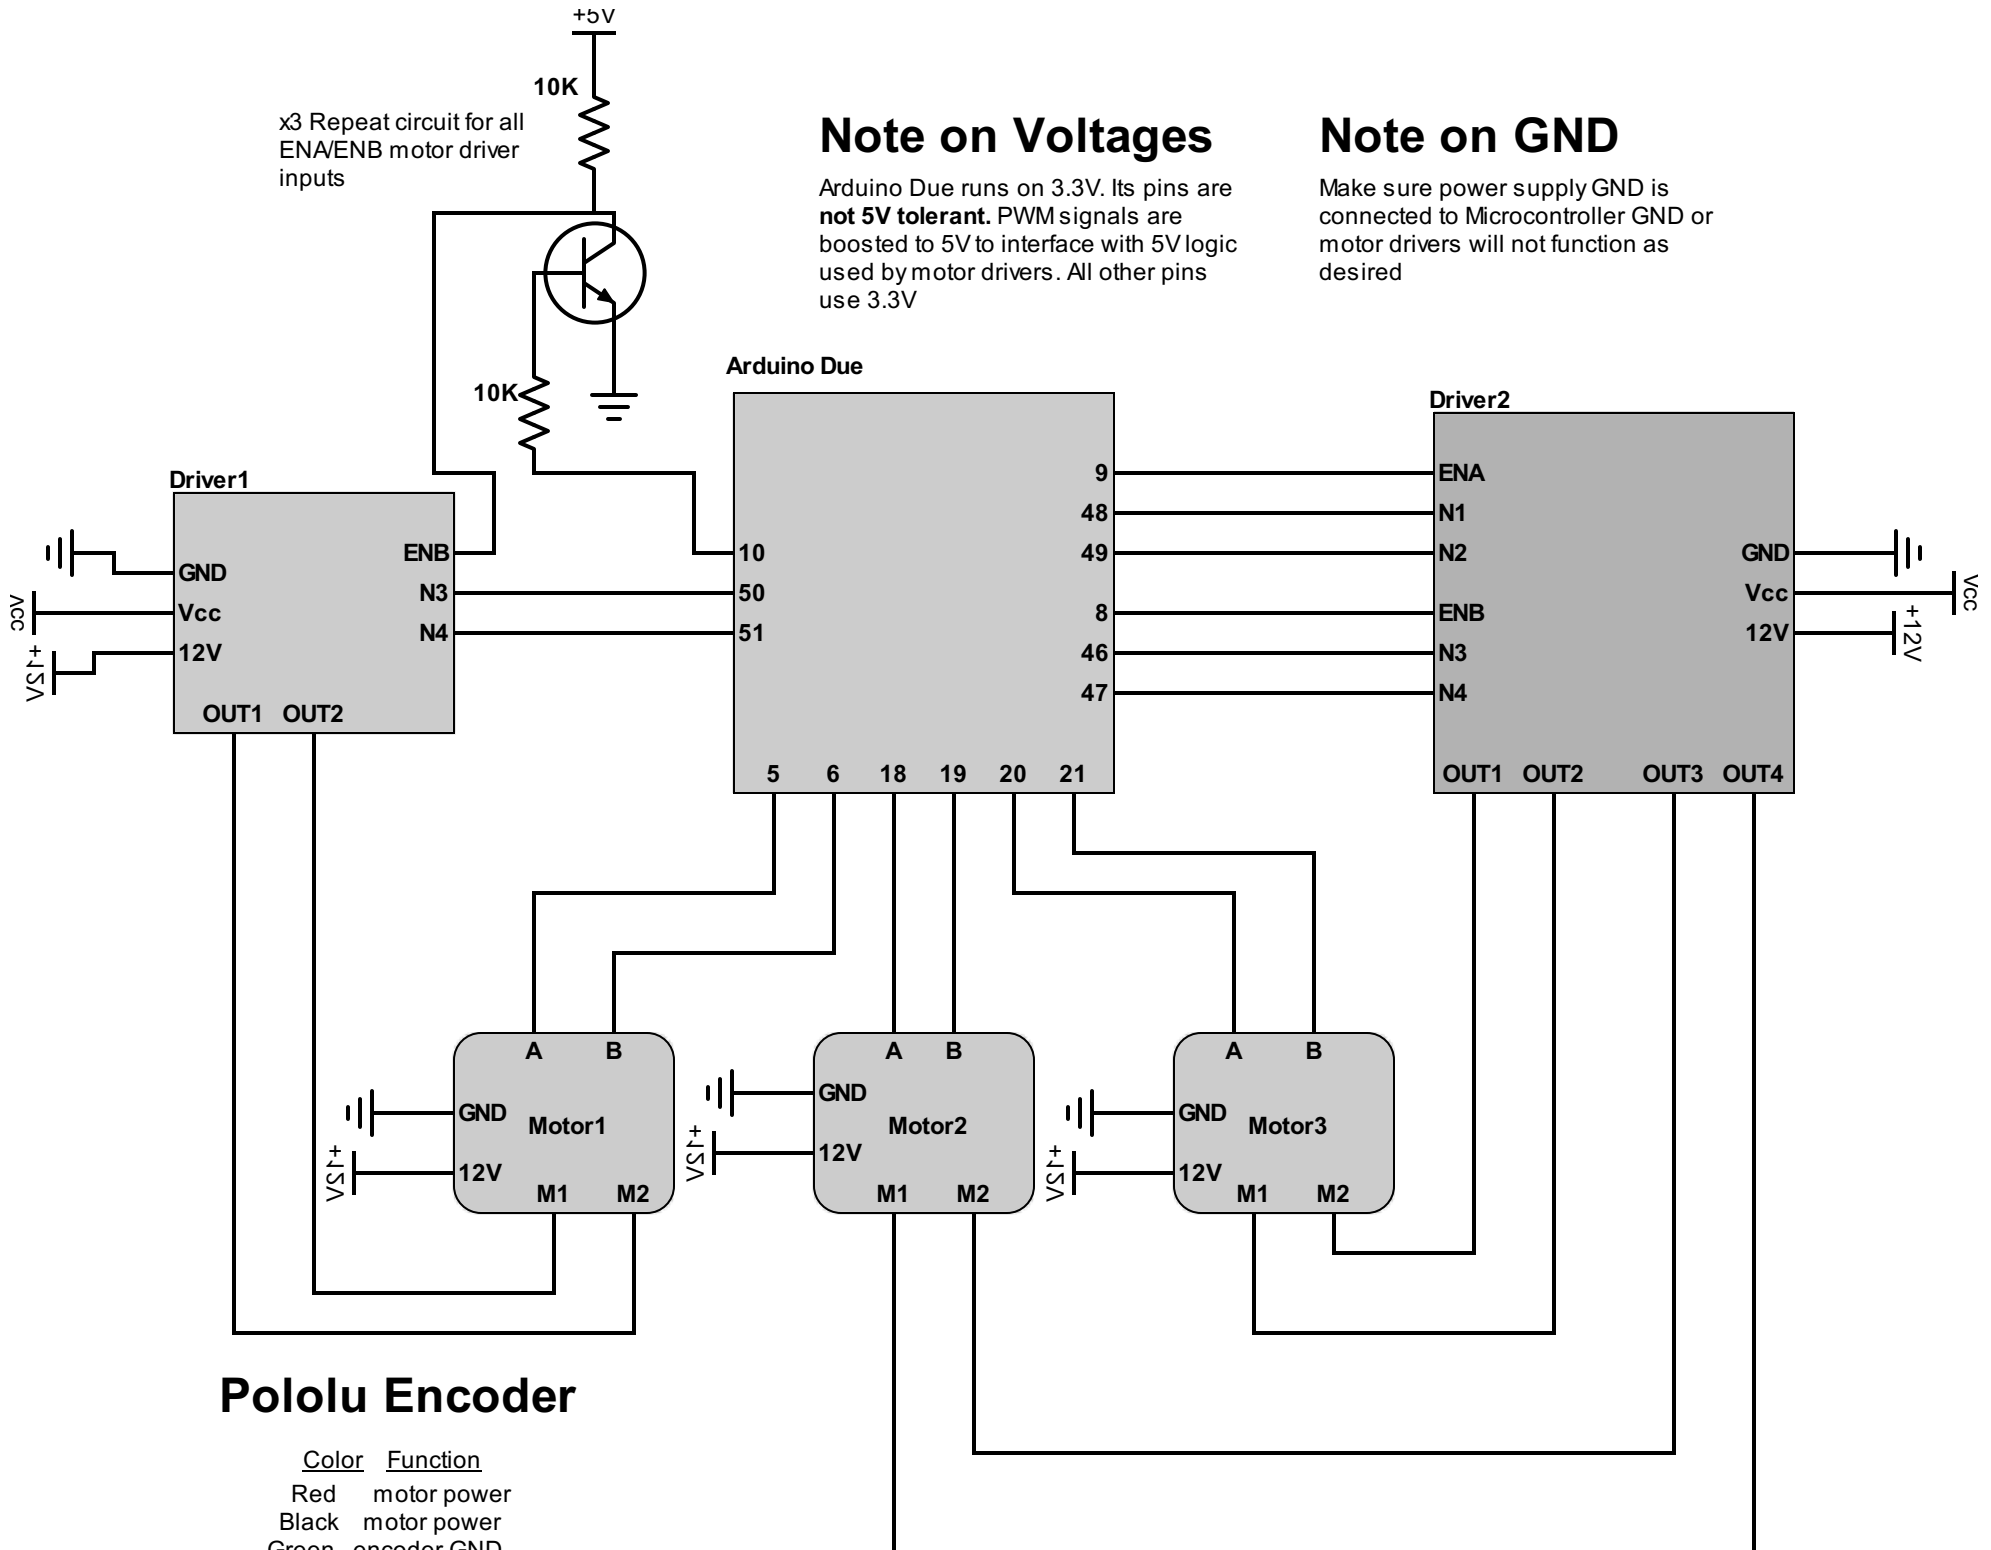 +5V
10K
x3 Repeat circuit for all
ENA/ENB motor driver
inputs
Note on Voltages
Arduino Due runs on 3.3V. Its pins are
not 5V tolerant. PWM signals are
boosted to 5V to interface with 5V logic
used by motor drivers. All other pins
use 3.3V
Note on GND
Make sure power supply GND is
connected to Microcontroller GND or
motor drivers will not function as
desired
10K
Arduino Due
10
50
51
9
48
49
8
46
47
5 6 18 19 20 21
Driver1
GND
Vcc
12V
ENB
N3
N4
OUT1 OUT2
Vcc
+12V
Driver2
ENA
N1
N2
ENB
N3
N4
GND
Vcc
12V
OUT1 OUT2 OUT3 OUT4
Vcc
+12V
A B
GND
Motor1
12V
M1 M2
+12V
A B
GND
Motor2
12V
M1 M2
+12V
A B
GND
Motor3
12V
M1 M2
+12V
Pololu Encoder
Color Function
Red motor power
Black motor power
Green encoder GND